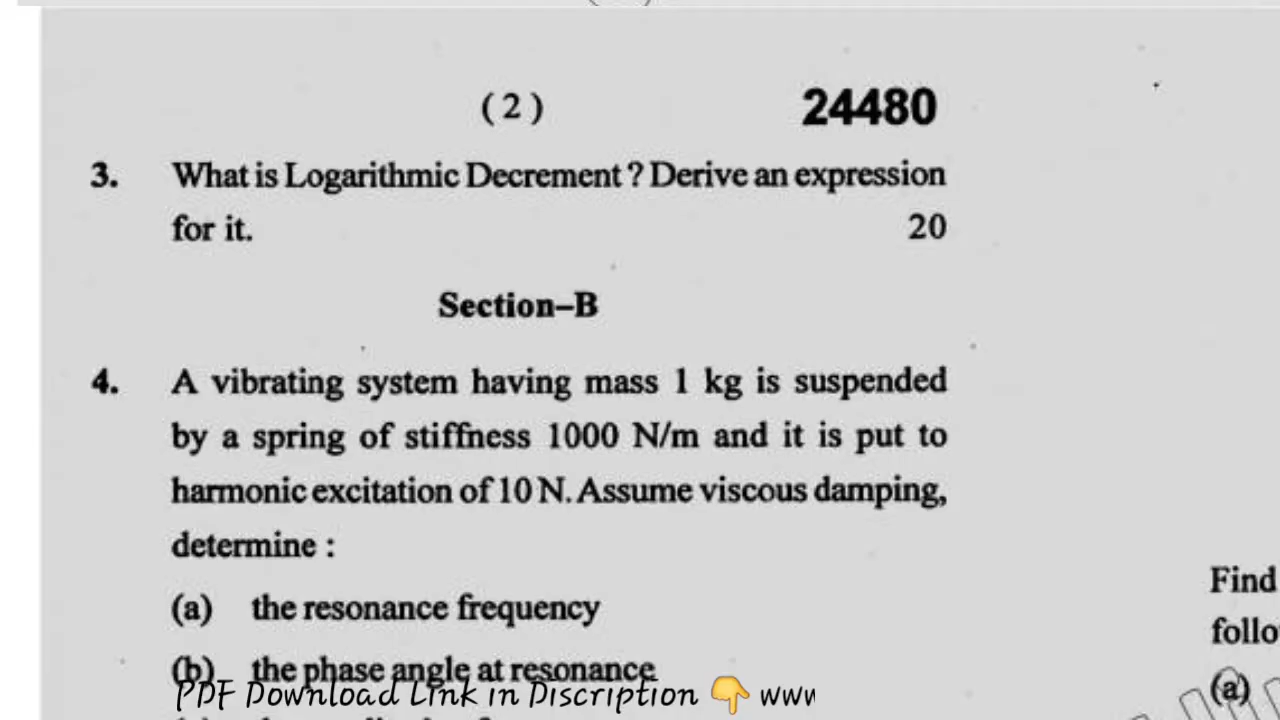 (2) 24480
3. What is Logarithmic Decrement ? Derive an expression
for it. 20
Section–B
4. A vibrating system having mass 1 kg is suspended
by a spring of stiffness 1000 N/m and it is put to
harmonic excitation of 10 N. Assume viscous damping,
determine :
(a) the resonance frequency
(b) the phase angle at resonance
PDF Download Link in Discription 👇 www
Find
follo
(a)